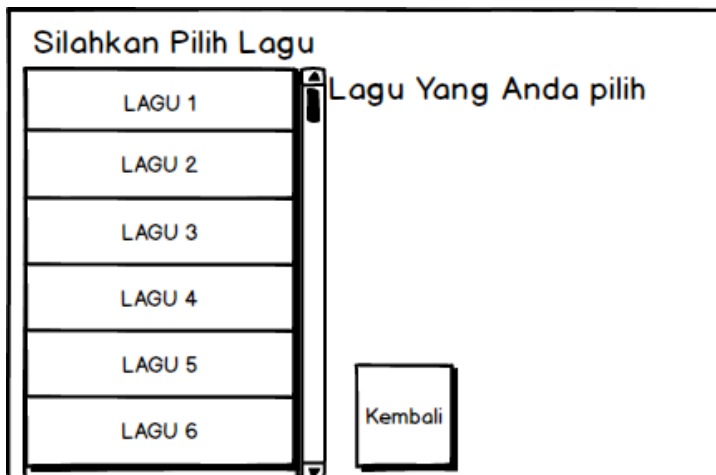 Silahkan Pilih Lagu
Lagu Yang Anda pilih
LAGU 1
LAGU 2
LAGU 3
LAGU 4
LAGU 5
LAGU 6
Kembali